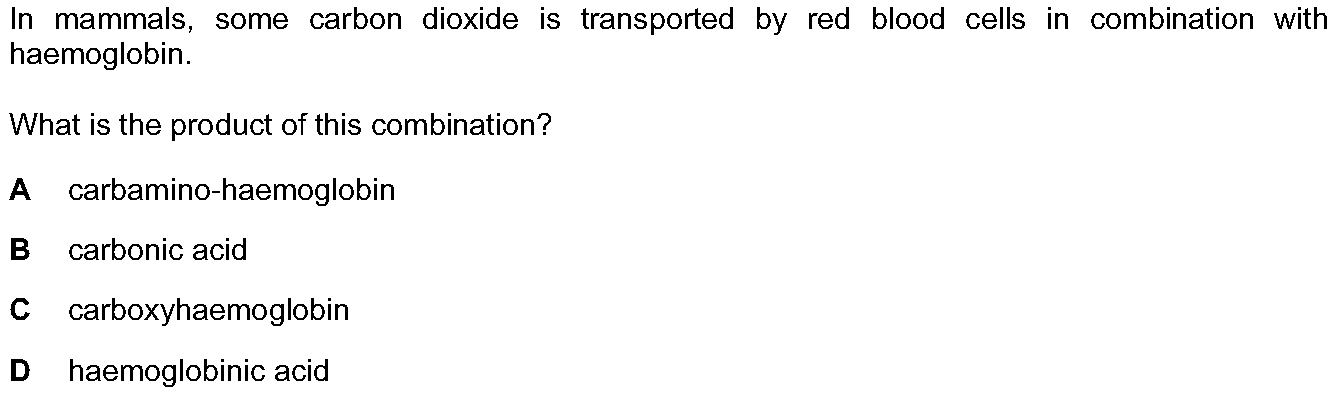 In mammals, some carbon dioxide is transported by red blood cells in combination with
haemoglobin.
What is the product of this combination?
A carbamino-haemoglobin
B carbonic acid
C carboxyhaemoglobin
D haemoglobinic acid